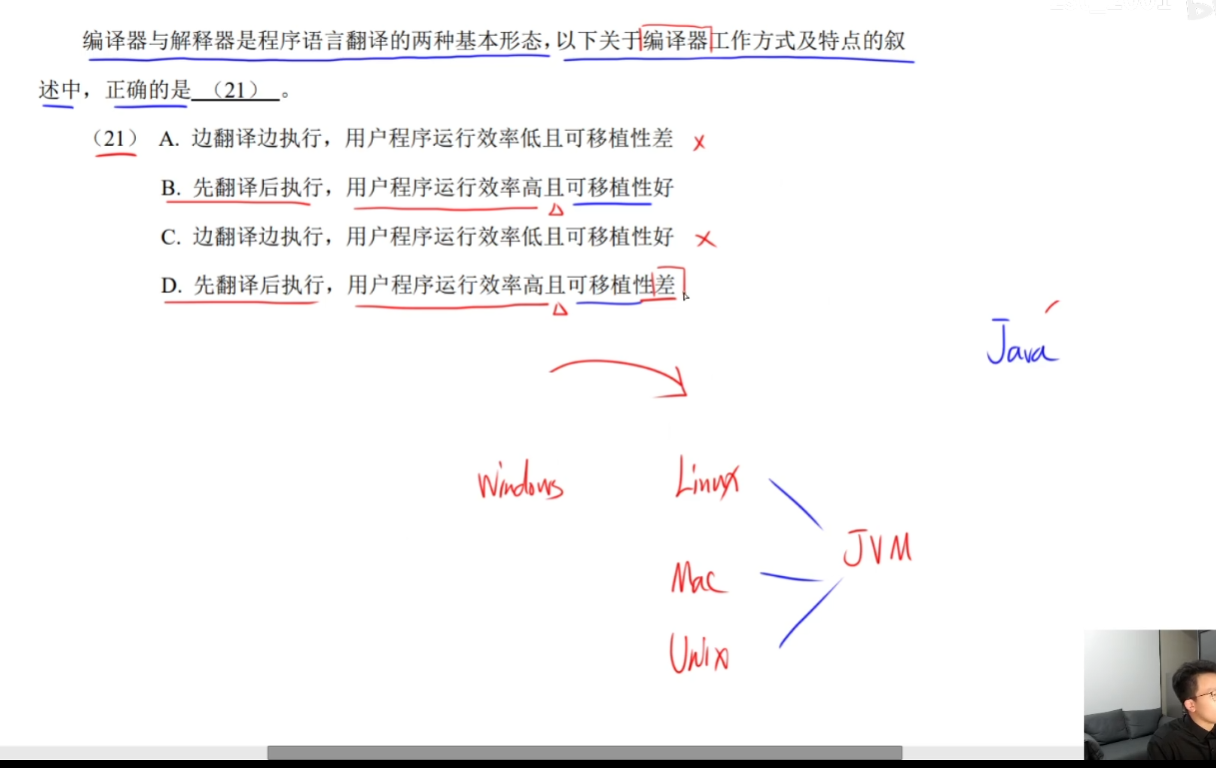 编译器与解释器是程序语言翻译的两种基本形态，以下关于编译器工作方式及特点的叙
述中，正确的是 （21） 。
（21） A. 边翻译边执行，用户程序运行效率低且可移植性差 ×
B. 先翻译后执行，用户程序运行效率高且可移植性好
C. 边翻译边执行，用户程序运行效率低且可移植性好 ×
D. 先翻译后执行，用户程序运行效率高且可移植性差
Java
Windows Linux
JVM
Mac
Unix